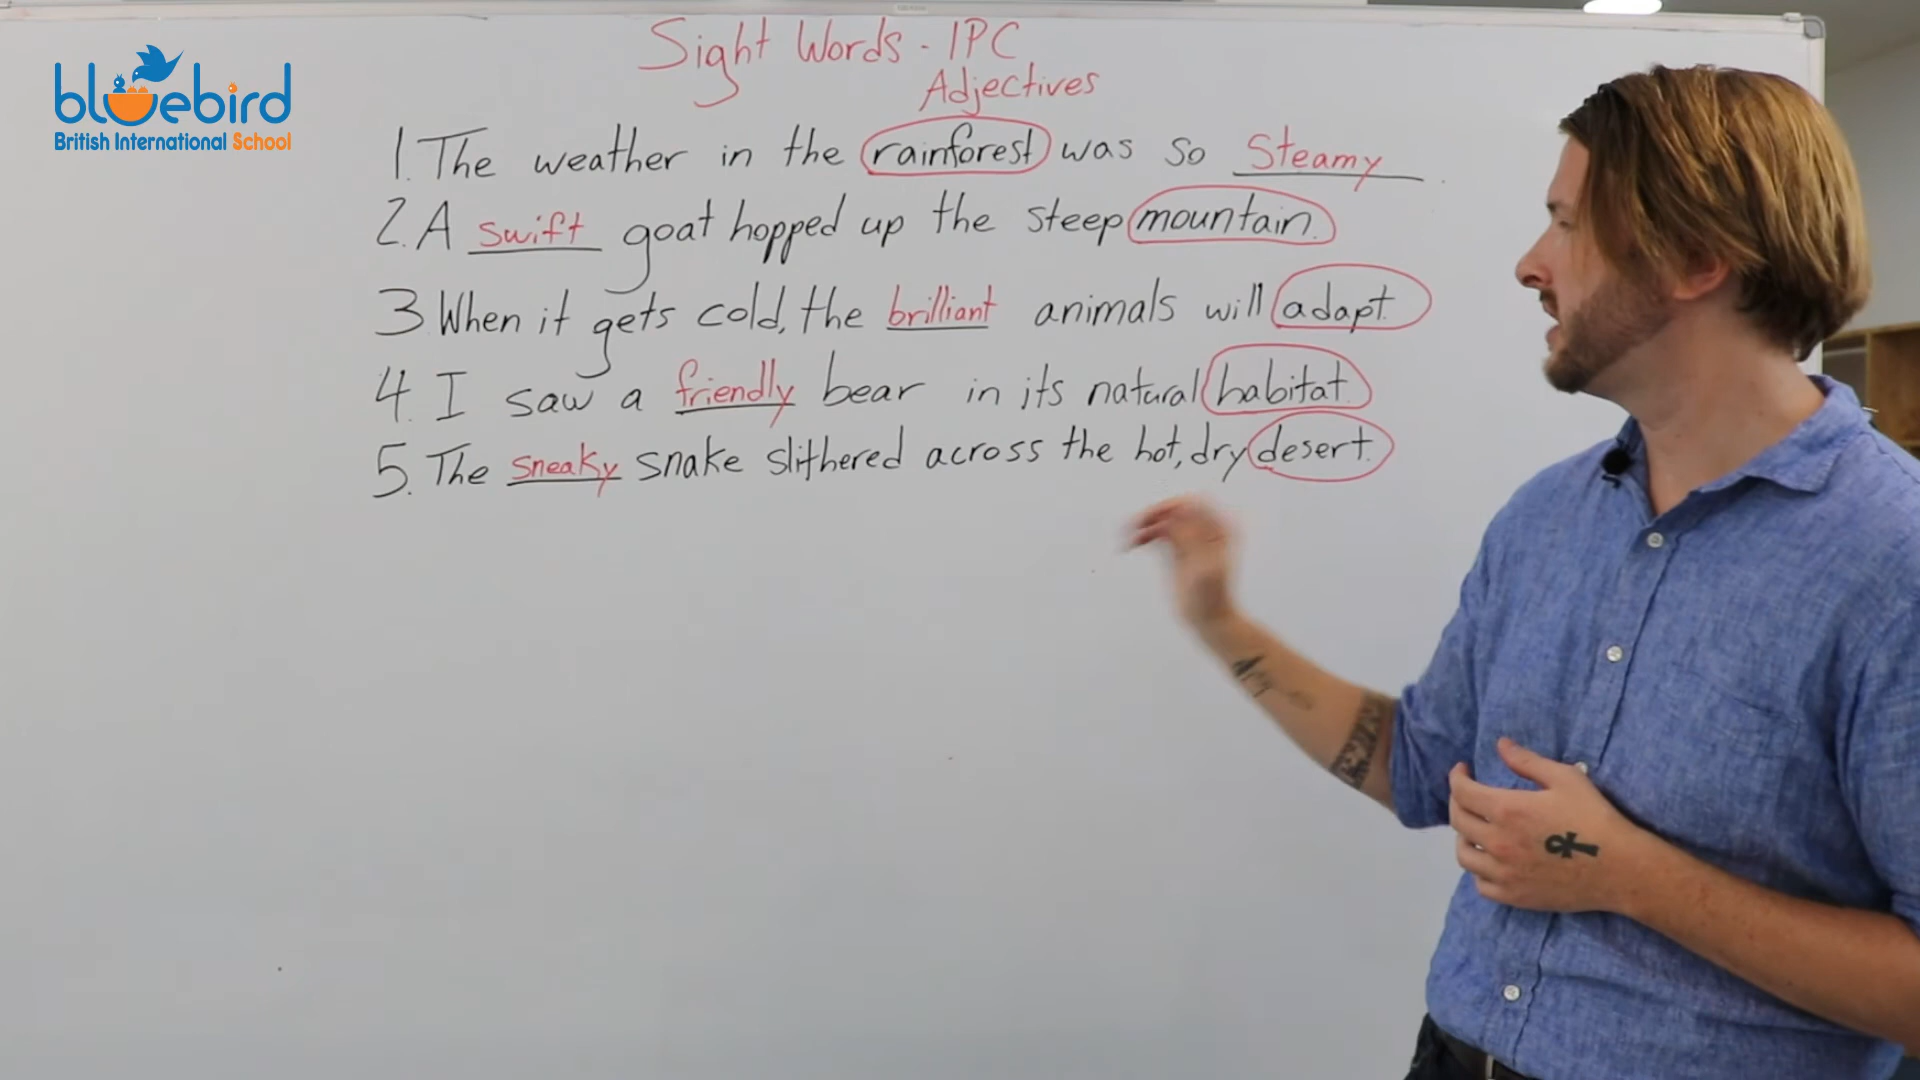 bluebird
British International School
Sight Words - IPC
Adjectives
1. The weather in the rainforest was so Steamy.
2. A swift goat hopped up the steep mountain.
3. When it gets cold, the brilliant animals will adapt.
4. I saw a friendly bear in its natural habitat.
5. The sneaky snake slithered across the hot, dry desert.